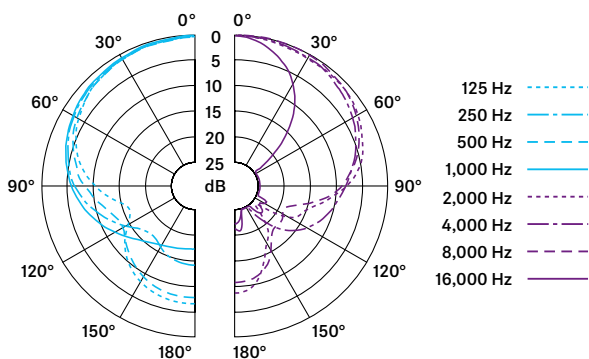 0° 0°
30° 0 30°
5
10
60° 15 60°
20
25
90° dB 90°
120° 120°
150° 150°
180° 180°
125 Hz
250 Hz
500 Hz
1,000 Hz
2,000 Hz
4,000 Hz
8,000 Hz
16,000 Hz